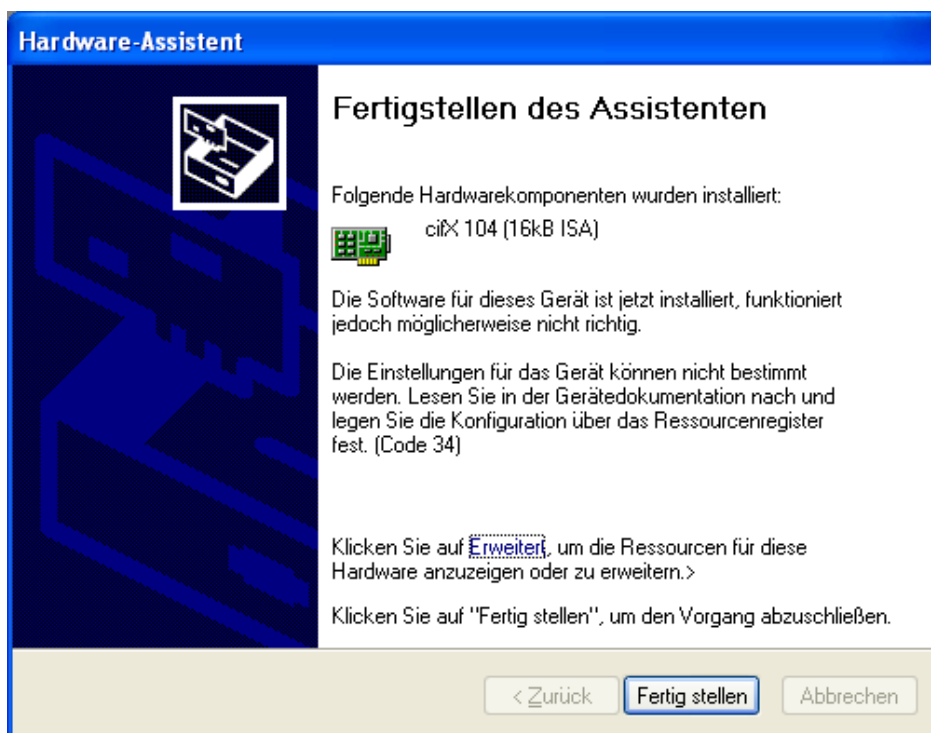 Hardware-Assistent
Fertigstellen des Assistenten
Folgende Hardwarekomponenten wurden installiert:
cifX 104 (16kB ISA)
Die Software für dieses Gerät ist jetzt installiert, funktioniert
jedoch möglicherweise nicht richtig.
Die Einstellungen für das Gerät können nicht bestimmt
werden. Lesen Sie in der Gerätedokumentation nach und
legen Sie die Konfiguration über das Ressourcenregister
fest. (Code 34)
Klicken Sie auf Erweitert, um die Ressourcen für diese
Hardware anzuzeigen oder zu erweitern.>
Klicken Sie auf "Fertig stellen", um den Vorgang abzuschließen.
< Zurück Fertig stellen Abbrechen